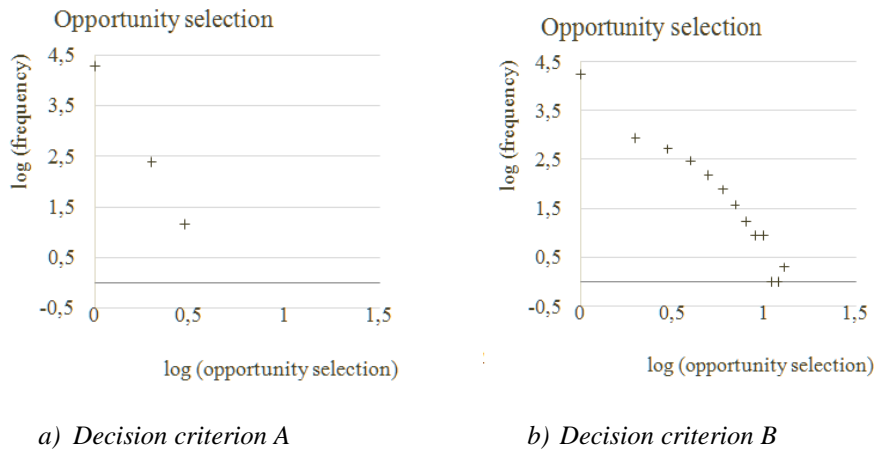 Opportunity selection
log (frequency)
4,5
3,5
2,5
1,5
0,5
-0,5
0
0,5
1
1,5
log (opportunity selection)
a) Decision criterion A
Opportunity selection
log (frequency)
4,5
3,5
2,5
1,5
0,5
-0,5
0
0,5
1
1,5
log (opportunity selection)
b) Decision criterion B